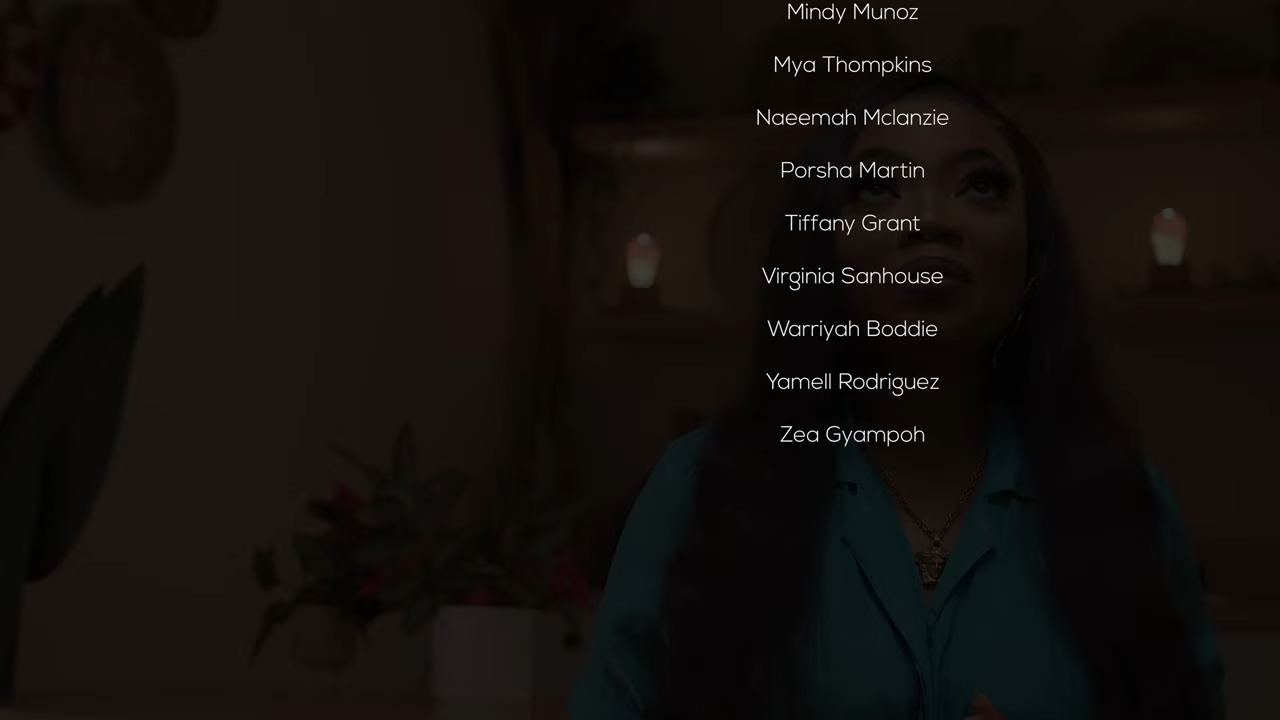 Mindy Munoz
Mya Thompkins
Naeemah Mclanzie
Porsha Martin
Tiffany Grant
Virginia Sanhouse
Warriyah Boddie
Yamell Rodriguez
Zea Gyampoh